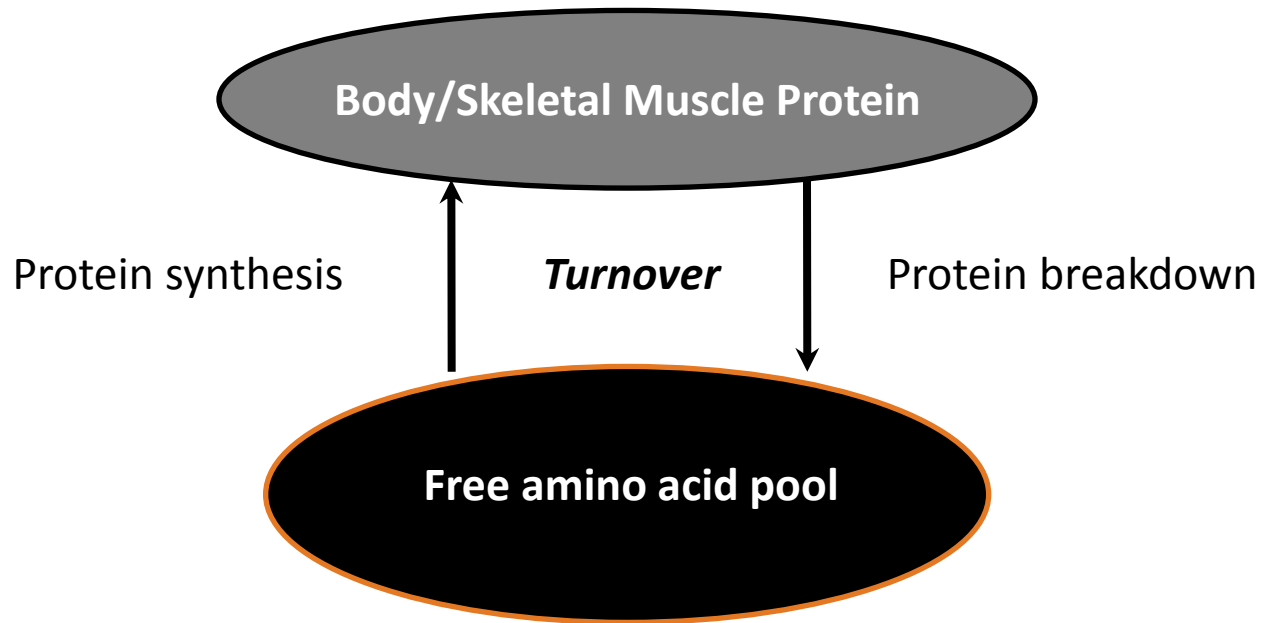 Body/Skeletal Muscle Protein
Protein synthesis
Turnover
Protein breakdown
Free amino acid pool